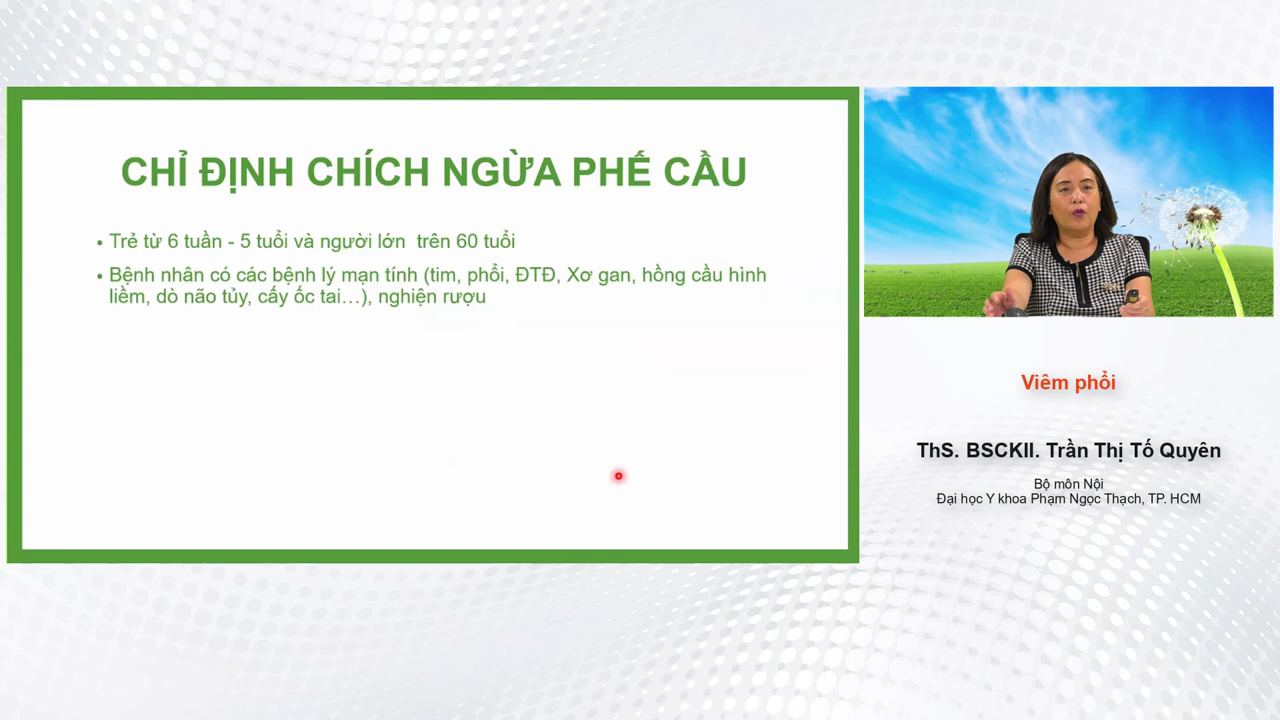 CHỈ ĐỊNH CHÍCH NGỪA PHẾ CẦU
• Trẻ từ 6 tuần - 5 tuổi và người lớn trên 60 tuổi
• Bệnh nhân có các bệnh lý mạn tính (tim, phổi, ĐTĐ, Xơ gan, hồng cầu hình
liềm, dò não tủy, cấy ốc tai…), nghiện rượu
Viêm phổi
ThS. BSCKII. Trần Thị Tố Quyên
Bộ môn Nội
Đại học Y khoa Phạm Ngọc Thạch, TP. HCM